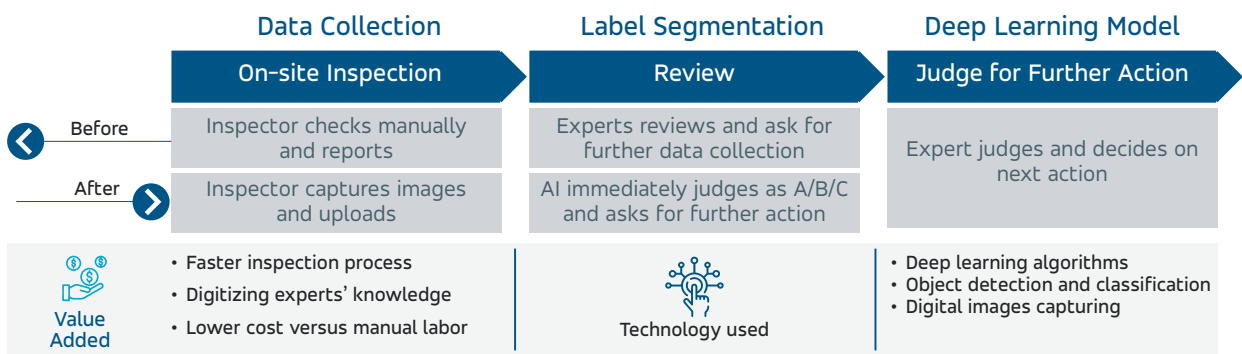 Data Collection
Label Segmentation
Deep Learning Model
On-site Inspection
Review
Judge for Further Action
Before
Inspector checks manually
and reports
Experts reviews and ask for
further data collection
Expert judges and decides on
next action
After
Inspector captures images
and uploads
AI immediately judges as A/B/C
and asks for further action
Value
Added
• Faster inspection process
• Digitizing experts' knowledge
• Lower cost versus manual labor
Technology used
• Deep learning algorithms
• Object detection and classification
• Digital images capturing